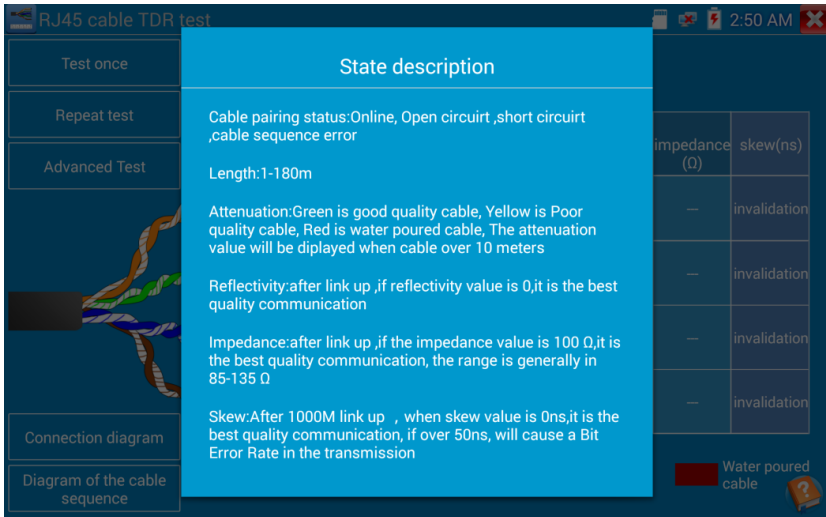 RJ45 cable TDR test
2:50 AM
Test once
Repeat test
Advanced Test
Connection diagram
Diagram of the cable
sequence
State description
Cable pairing status:Online, Open circuirt ,short circuirt
,cable sequence error
Length:1-180m
Attenuation:Green is good quality cable, Yellow is Poor
quality cable, Red is water poured cable, The attenuation
value will be diplayed when cable over 10 meters
Reflectivity:after link up ,if reflectivity value is 0,it is the best
quality communication
Impedance:after link up ,if the impedance value is 100 Ω,it is
the best quality communication, the range is generally in
85-135 Ω
Skew:After 1000M link up , when skew value is 0ns,it is the
best quality communication, if over 50ns, will cause a Bit
Error Rate in the transmission
impedance
(Ω)
skew(ns)
— invalidation
— invalidation
— invalidation
— invalidation
Water poured
cable